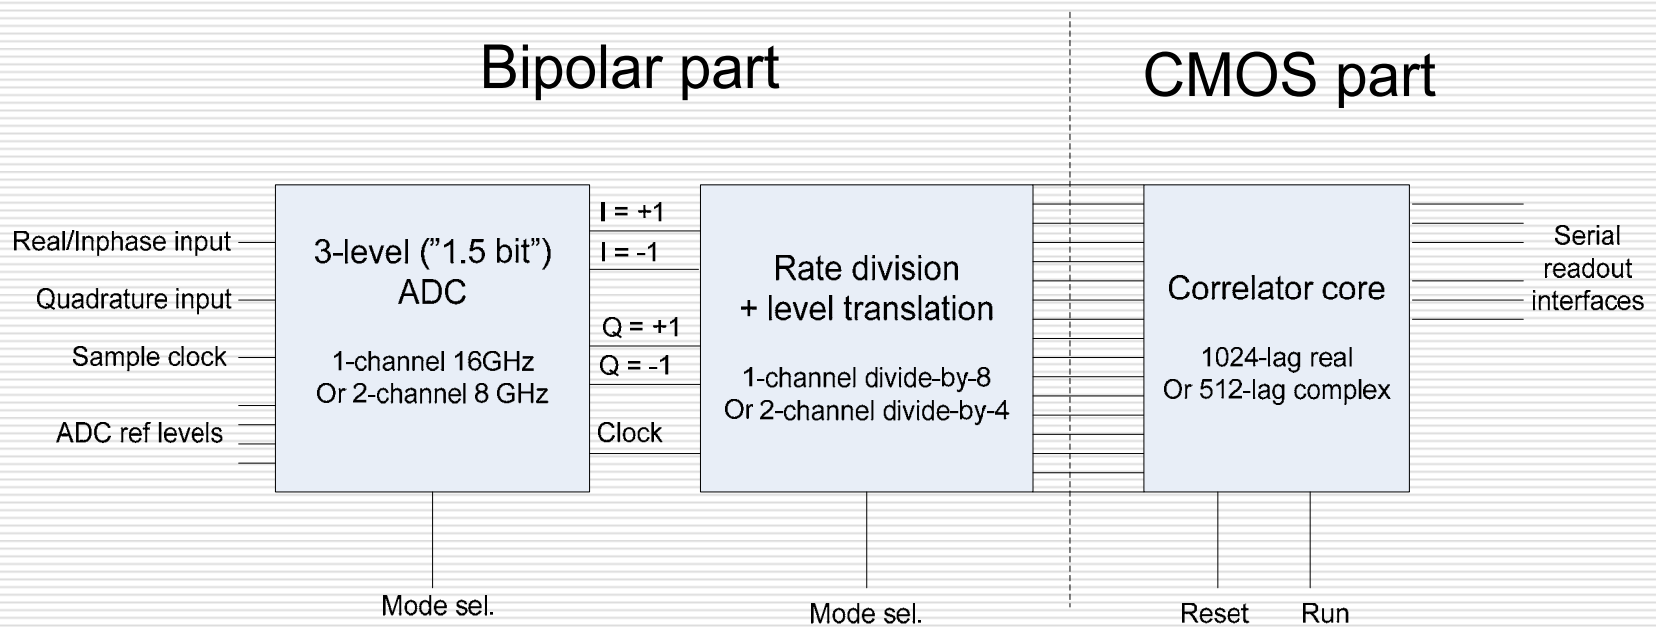 Bipolar part
CMOS part
Real/Inphase input
Quadrature input
Sample clock
ADC ref levels
3-level (”1.5 bit”)
ADC
1-channel 16GHz
Or 2-channel 8 GHz
Mode sel.
I = +1
I = -1
Q = +1
Q = -1
Clock
Rate division
+ level translation
1-channel divide-by-8
Or 2-channel divide-by-4
Mode sel.
Correlator core
1024-lag real
Or 512-lag complex
Reset
Run
Serial
readout
interfaces